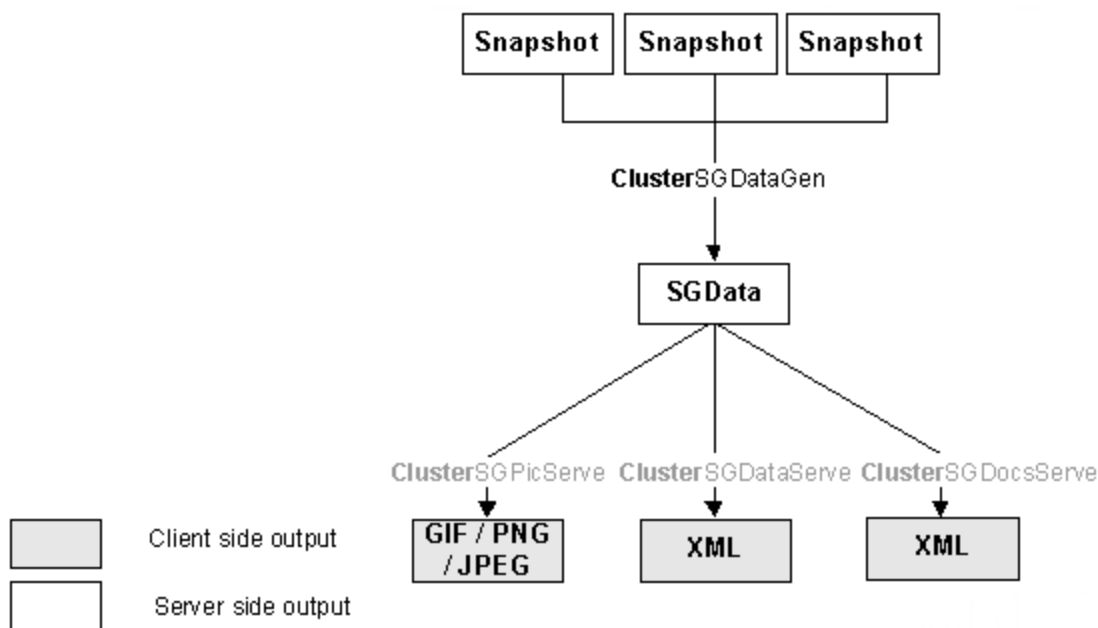 Snapshot Snapshot Snapshot
ClusterSGDataGen
SGData
ClusterSGPicServe ClusterSGDataServe ClusterSGDocsServe
GIF / PNG
/ JPEG
XML
XML
Client side output
Server side output